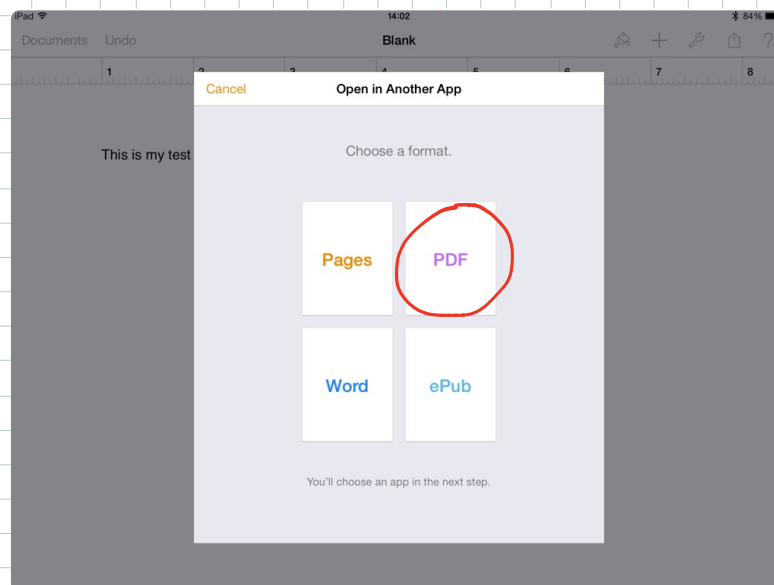 iPad 14:02 84%
Documents Undo Blank ?
1 2 3 4 5 6 7 8
Cancel Open in Another App
This is my test
Choose a format.
Pages PDF
Word ePub
You'll choose an app in the next step.